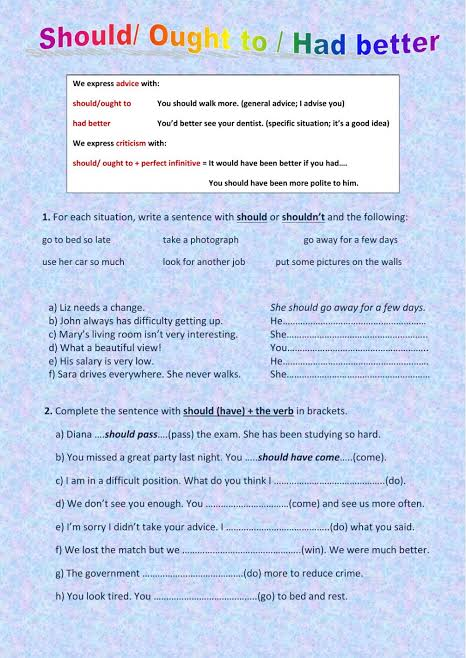 Should/ Ought to / Had better
We express advice with:
should/ought to You should walk more. (general advice; I advise you)
had better You'd better see your dentist. (specific situation; it's a good idea)
We express criticism with:
should/ ought to + perfect infinitive = It would have been better if you had….
You should have been more polite to him.
1. For each situation, write a sentence with should or shouldn't and the following:
go to bed so late take a photograph go away for a few days
use her car so much look for another job put some pictures on the walls
a) Liz needs a change. She should go away for a few days.
b) John always has difficulty getting up. He……………………………………………
c) Mary's living room isn't very interesting. She……………………………………………
d) What a beautiful view! You……………………………………………
e) His salary is very low. He……………………………………………
f) Sara drives everywhere. She never walks. She……………………………………………
2. Complete the sentence with should (have) + the verb in brackets.
a) Diana ….should pass….(pass) the exam. She has been studying so hard.
b) You missed a great party last night. You …..should have come…..(come).
c) I am in a difficult position. What do you think I ……………………………………(do).
d) We don't see you enough. You ……………………………(come) and see us more often.
e) I'm sorry I didn't take your advice. I …………………………………(do) what you said.
f) We lost the match but we ………………………………………(win). We were much better.
g) The government …………………………………(do) more to reduce crime.
h) You look tired. You …………………………………(go) to bed and rest.